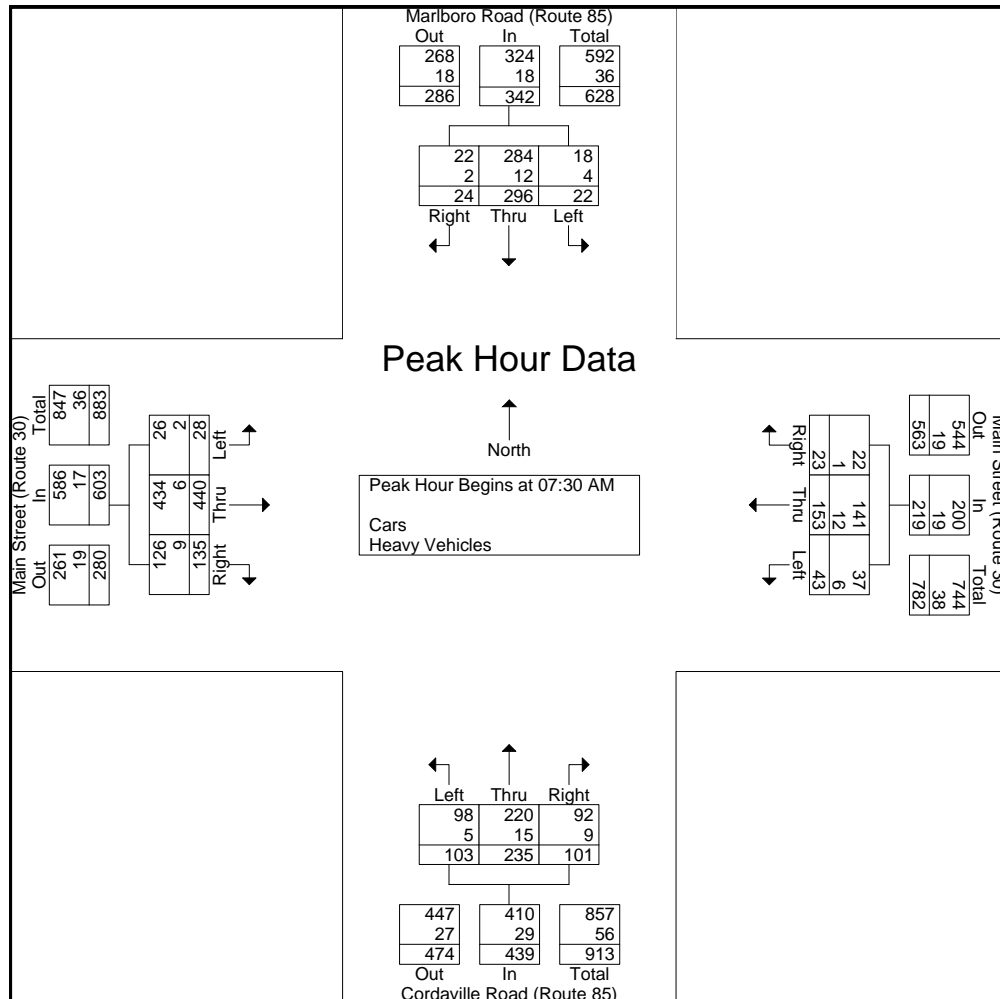 Marlboro Road (Route 85)
Out In Total
268 324 592
18 18 36
286 342 628
22 284 18
2 12 4
24 296 22
Right Thru Left
Peak Hour Data
North
Peak Hour Begins at 07:30 AM
Cars
Heavy Vehicles
Main Street (Route 30)
Total In Out
847 586 261
36 17 19
883 603 280
26 434 126
2 6 9
28 440 135
Left Thru Right
Main Street (Route 30)
Out In Total
544 200 744
19 19 38
563 219 782
22 141 37
1 12 6
23 153 43
Right Thru Left
Left Thru Right
98 220 92
5 15 9
103 235 101
447 410 857
27 29 56
474 439 913
Out In Total
Cordaville Road (Route 85)